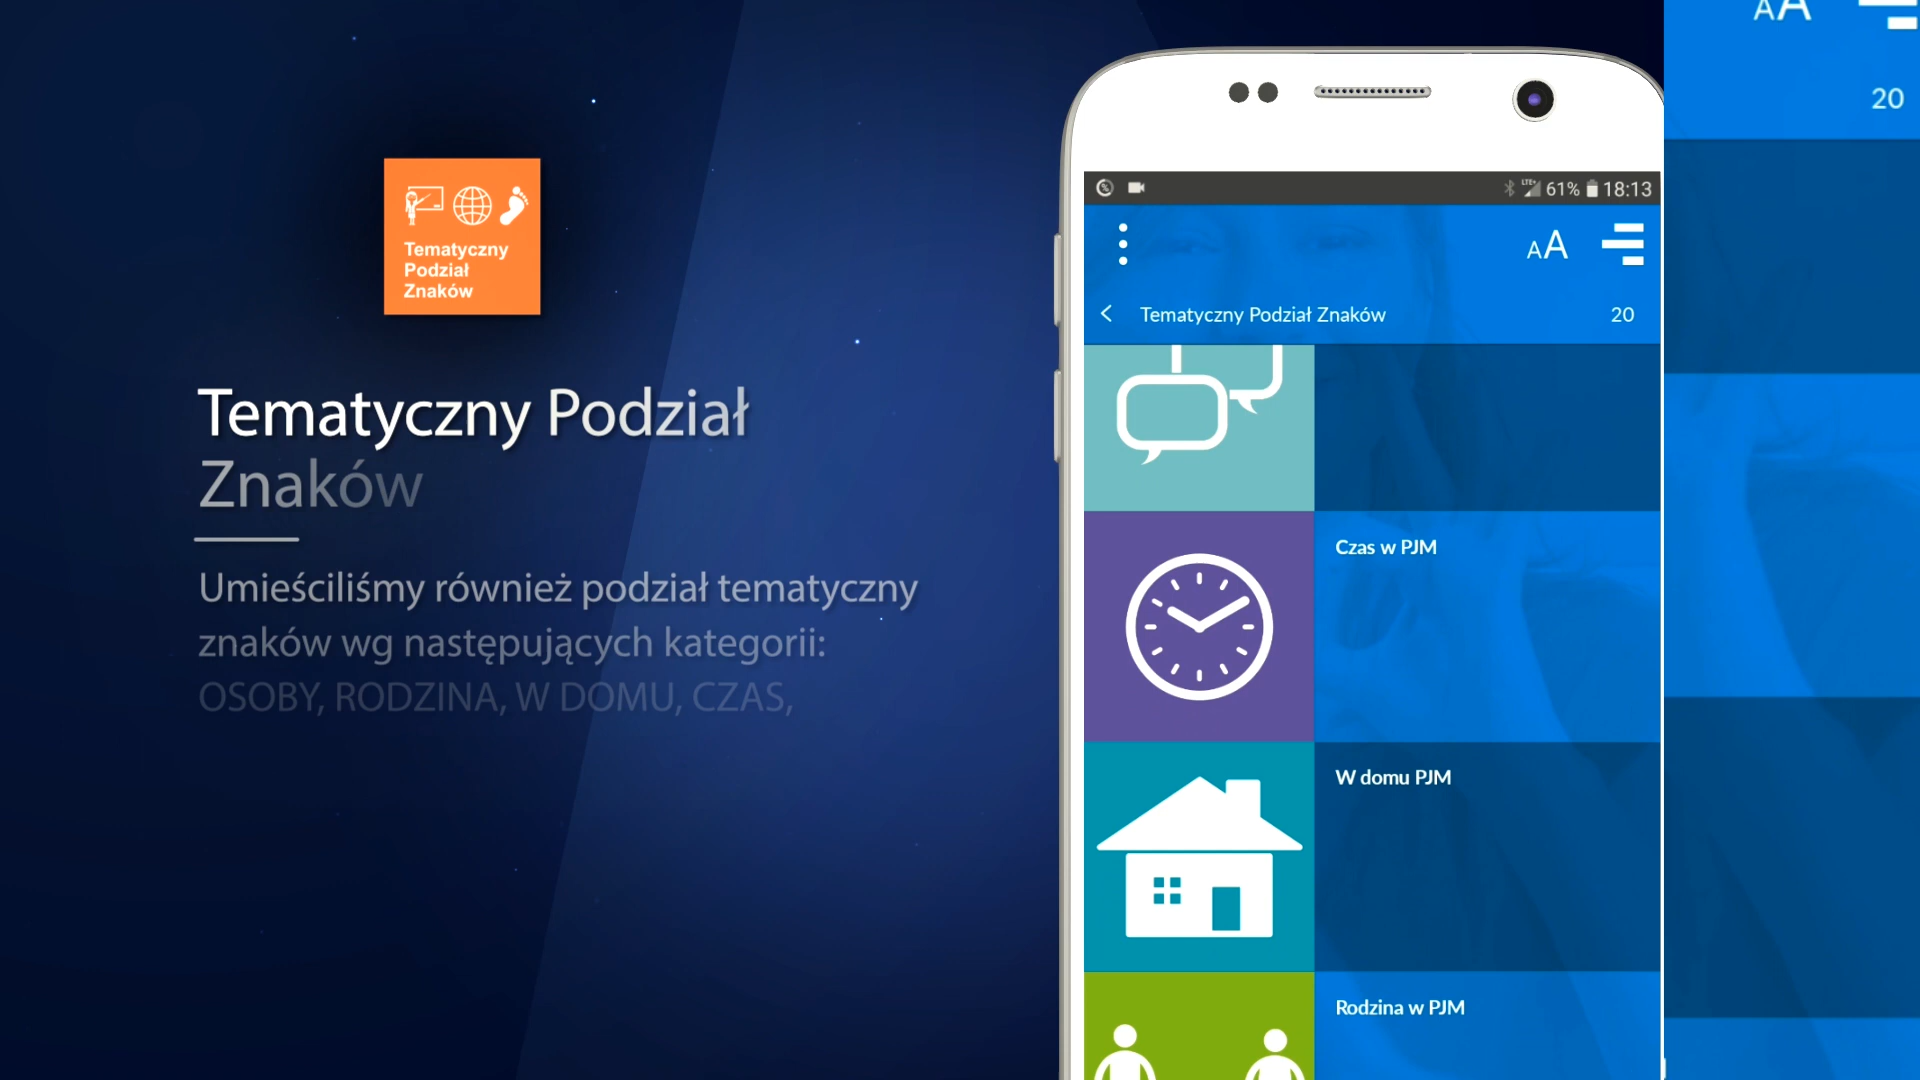 Tematyczny
Podział
Znaków
Tematyczny Podział
Znaków
Umieściliśmy również podział tematyczny
znaków wg następujących kategorii:
OSOBY, RODZINA, W DOMU, CZAS,
LTE+ 61% 18:13
AA
Tematyczny Podział Znaków 20
Czas w PJM
W domu PJM
Rodzina w PJM
AA
20